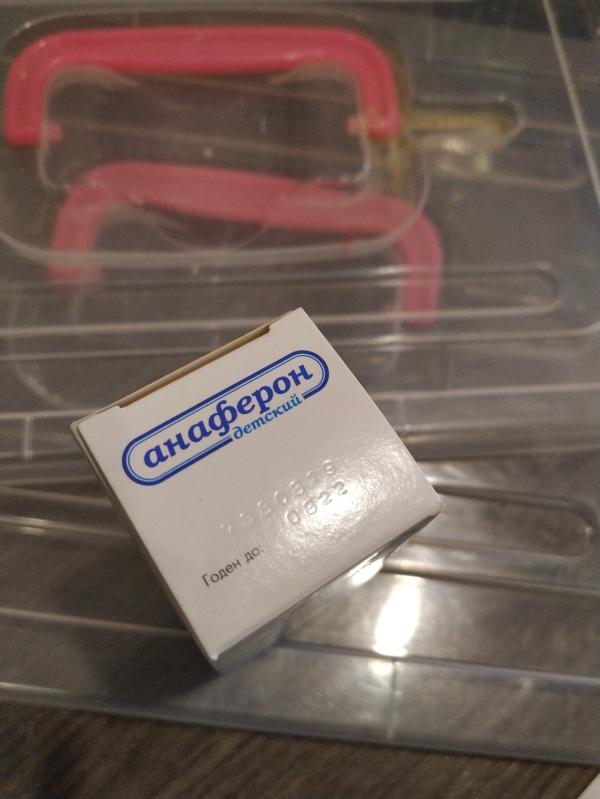 анаферон
детский
0822
Годен до: